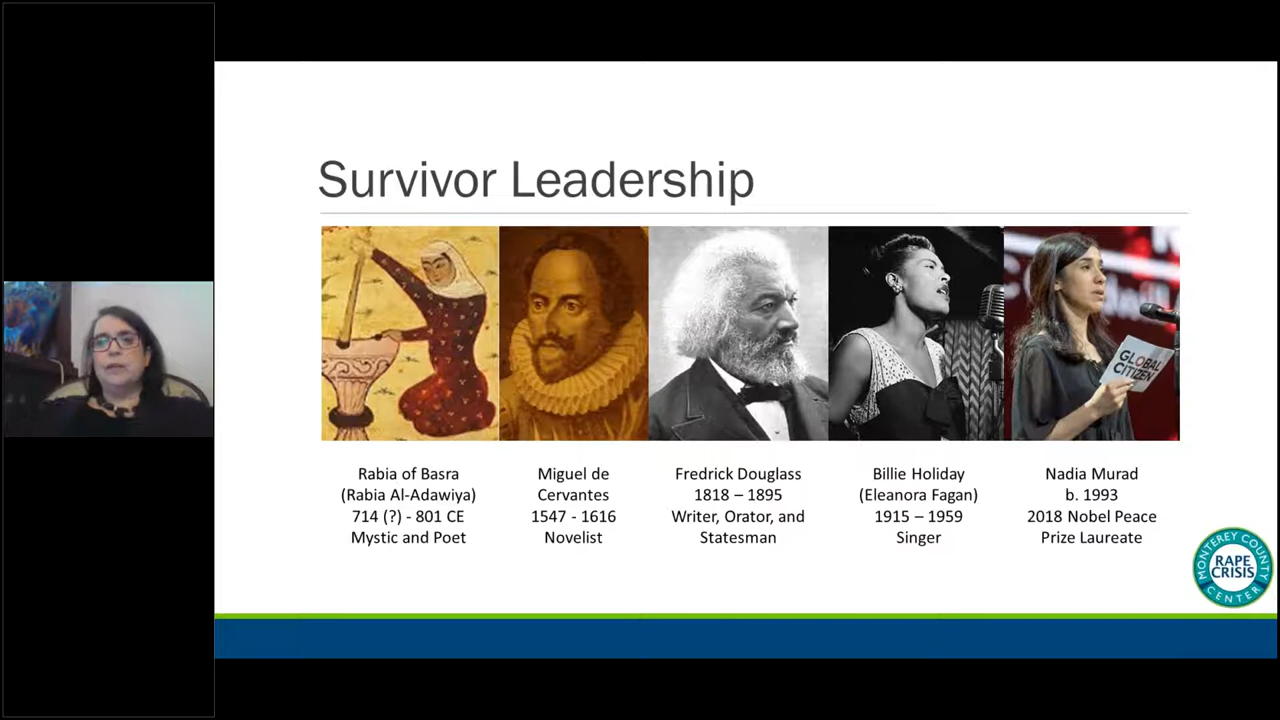 Survivor Leadership
GLOBAL
CITIZEN
Rabia of Basra
(Rabia Al-Adawiya)
714 (?) - 801 CE
Mystic and Poet
Miguel de
Cervantes
1547 - 1616
Novelist
Fredrick Douglass
1818 – 1895
Writer, Orator, and
Statesman
Billie Holiday
(Eleanora Fagan)
1915 – 1959
Singer
Nadia Murad
b. 1993
2018 Nobel Peace
Prize Laureate
MONTEREY COUNTY
RAPE
CRISIS
CENTER